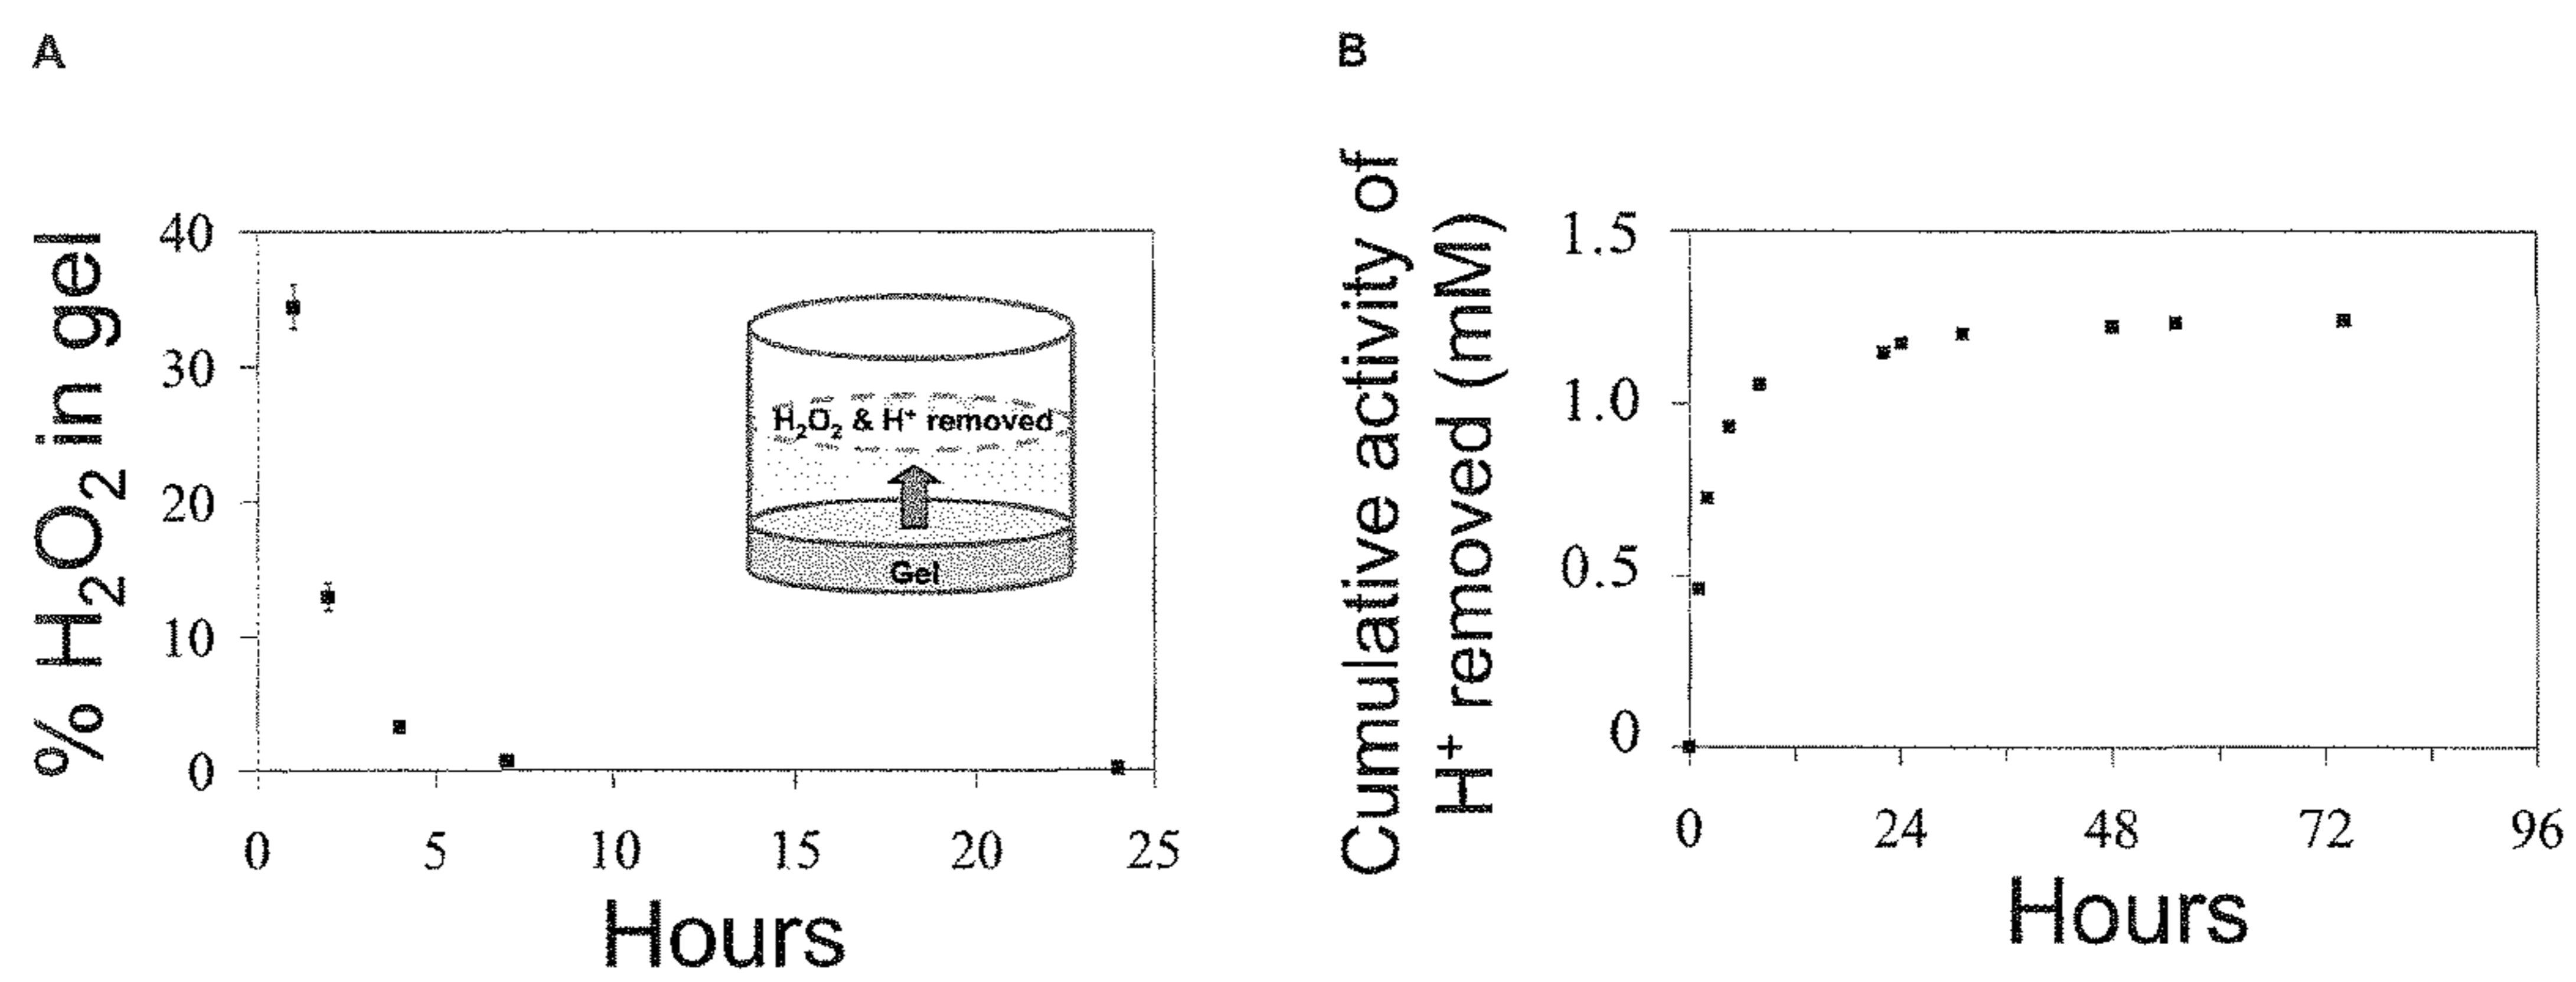 A
% H2O2 in gel
40
30
20
10
0
0 5 10 15 20 25
Hours
H2O2 & H+ removed
Gel
B
Cumulative activity of
H+ removed (mM)
1.5
1.0
0.5
0
0 24 48 72 96
Hours